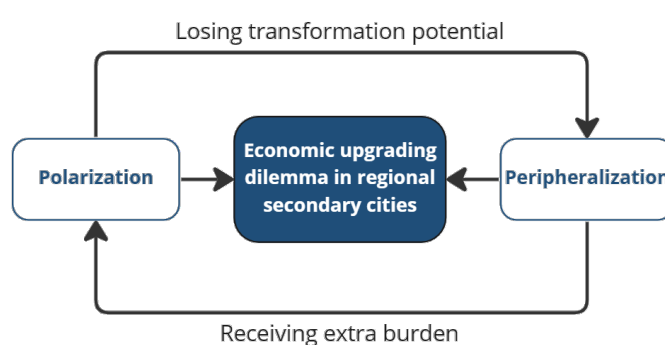 Losing transformation potential
Economic upgrading
dilemma in regional
secondary cities
Polarization
Peripheralization
Receiving extra burden